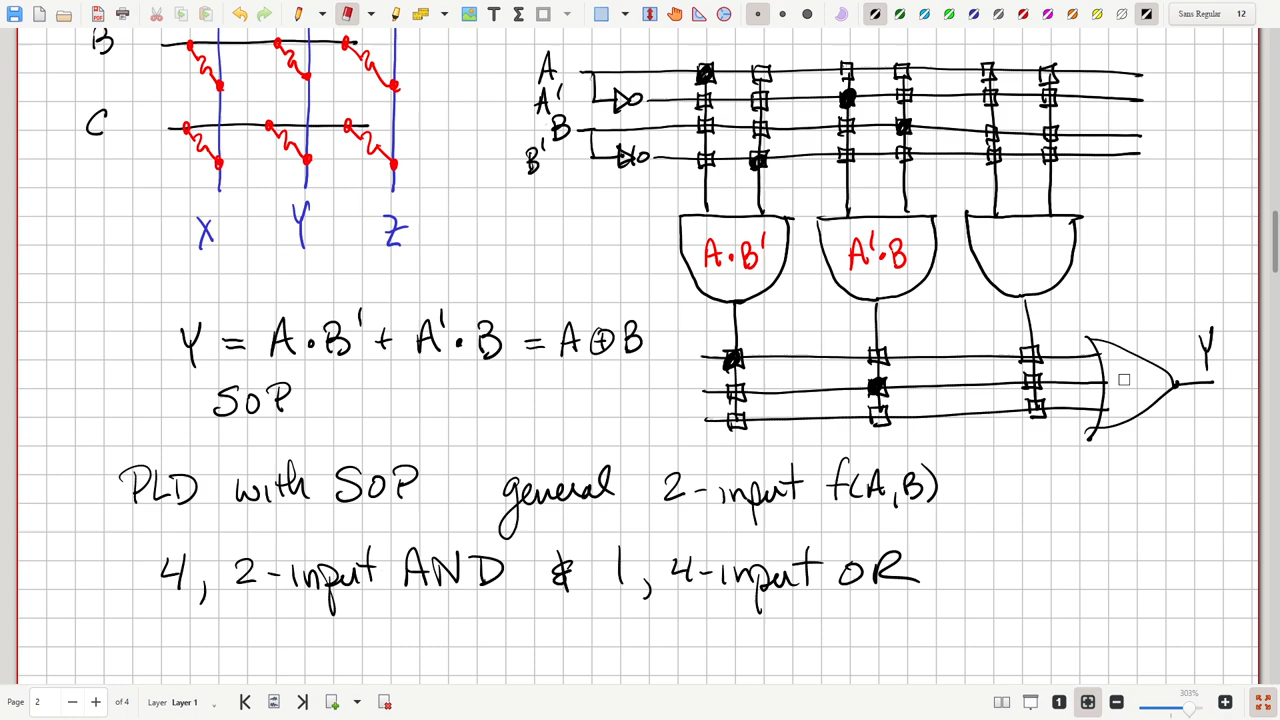 Sans Regular 12
B
C
X Y Z
A
A'
B
B'
A·B' A'·B
Y = A·B' + A'·B = A⊕B
Y
SOP
PLD with SOP general 2-input f(A,B)
4, 2-input AND & 1, 4-input OR
Page 2 of 4 Layer Layer 1 303%